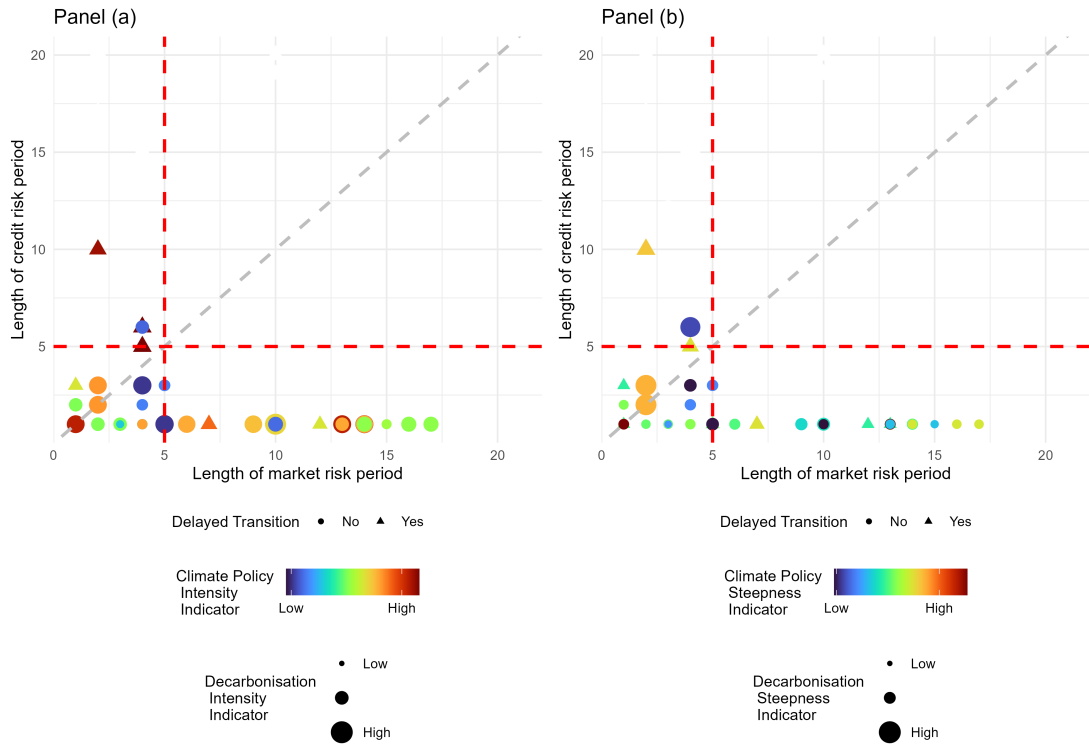 Panel (a)
Length of credit risk period
20
15
10
5
0
5
10
15
20
Length of market risk period
Delayed Transition No Yes
Climate Policy
Intensity
Indicator
Low High
Low
Decarbonisation
Intensity
Indicator
High
Panel (b)
Length of credit risk period
20
15
10
5
0
5
10
15
20
Length of market risk period
Delayed Transition No Yes
Climate Policy
Steepness
Indicator
Low High
Low
Decarbonisation
Steepness
Indicator
High